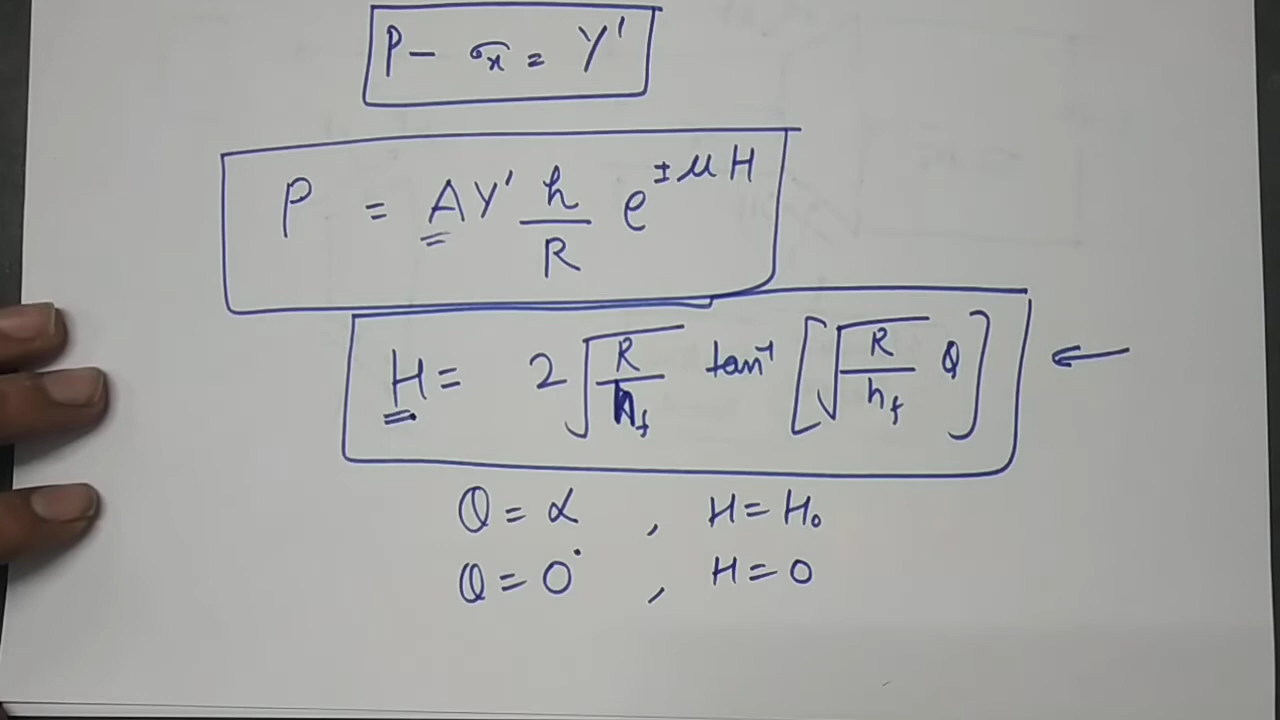 P - σx = Y'
P = AY' h/R e^±μH
H = 2√(R/hf) tan⁻¹ [√(R/hf) θ]
θ = α , H = H₀
θ = 0° , H = 0